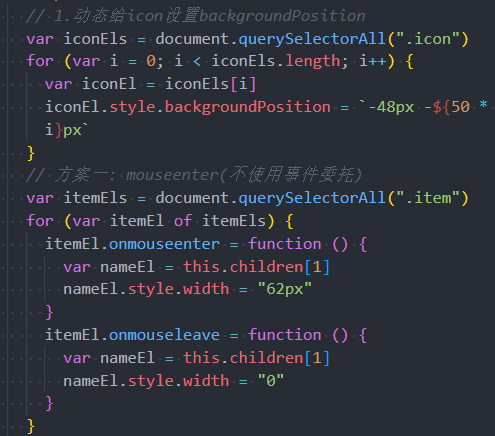 // 1.动态给icon设置backgroundPosition
var iconEls = document.querySelectorAll(".icon")
for (var i = 0; i < iconEls.length; i++) {
var iconEl = iconEls[i]
iconEl.style.backgroundPosition = `-48px -${50 *
i}px`
}
// 方案一: mouseenter(不使用事件委托)
var itemEls = document.querySelectorAll(".item")
for (var itemEl of itemEls) {
itemEl.onmouseenter = function () {
var nameEl = this.children[1]
nameEl.style.width = "62px"
}
itemEl.onmouseleave = function () {
var nameEl = this.children[1]
nameEl.style.width = "0"
}
}